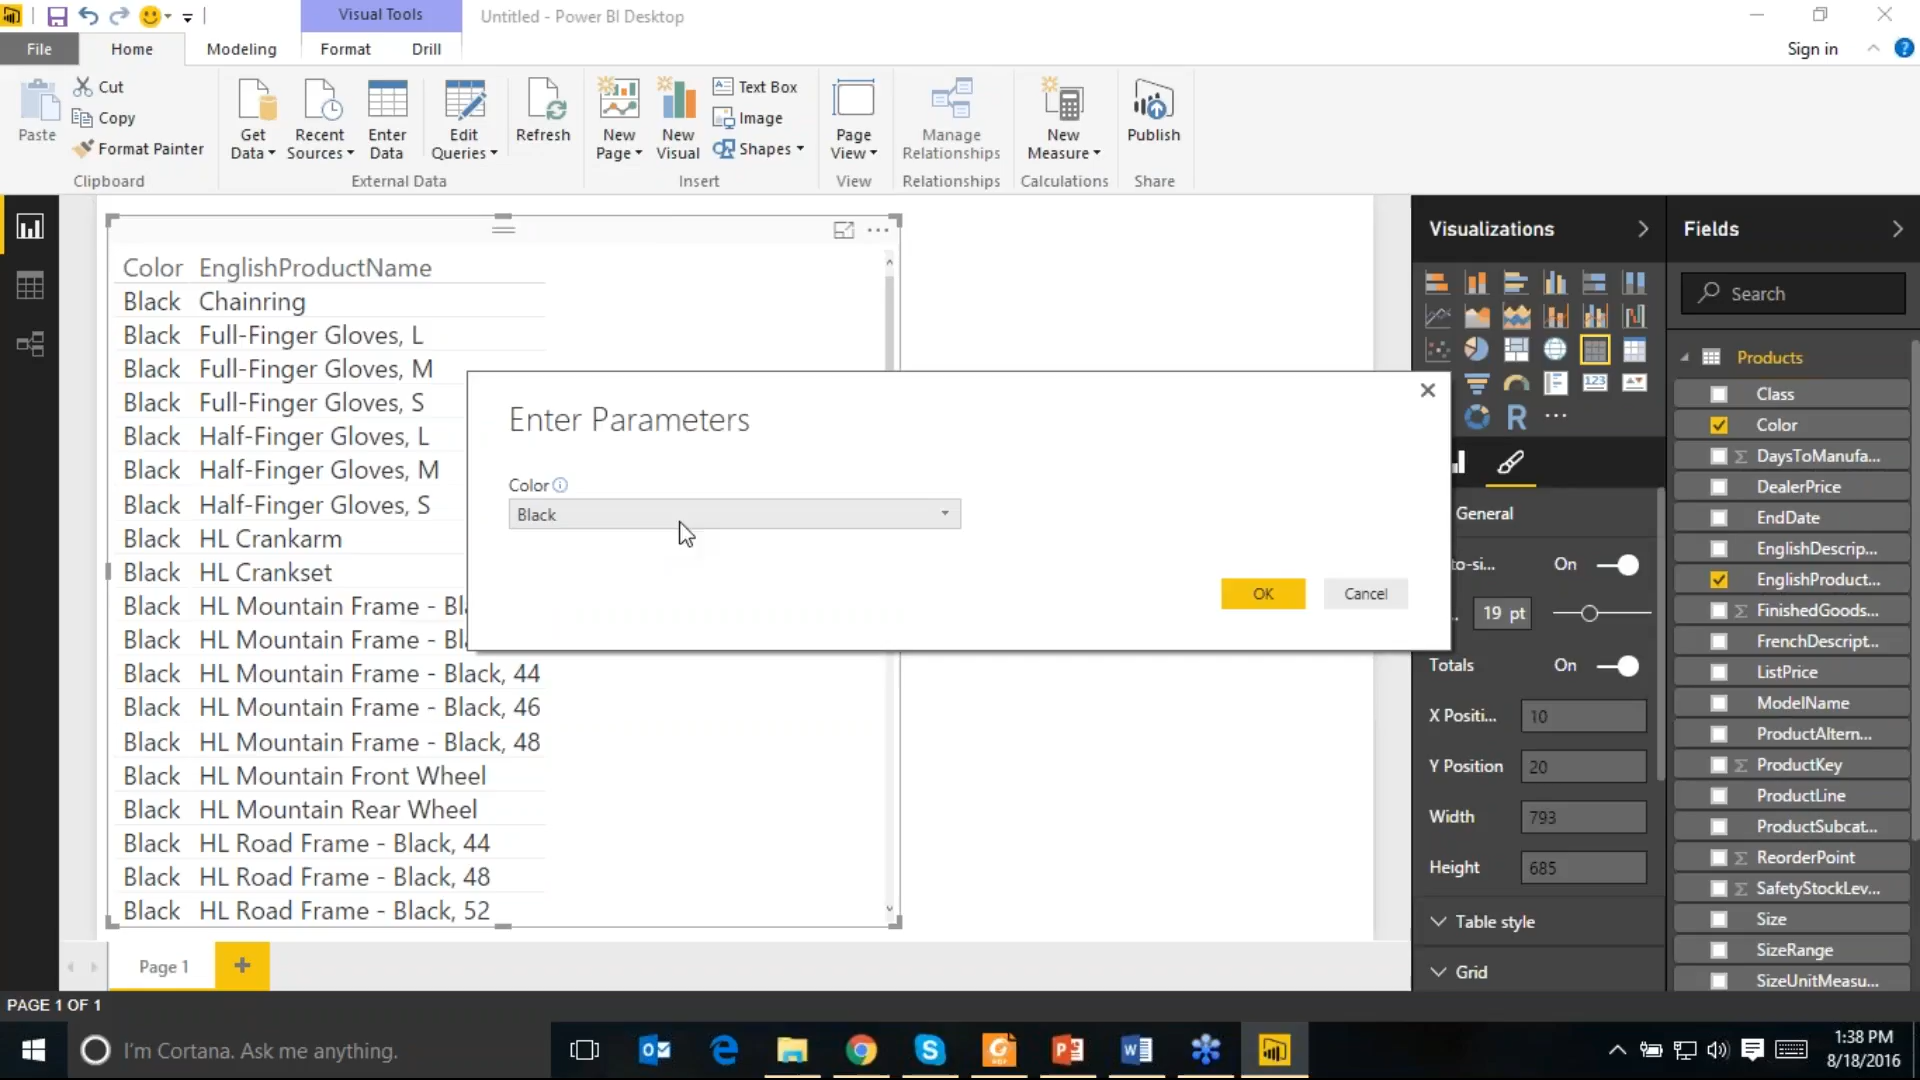 Visual Tools
Untitled - Power BI Desktop
File
Home
Modeling
Format
Drill
Sign in
Paste
Cut
Copy
Format Painter
Clipboard
Get Data
Recent Sources
Enter Data
Edit Queries
Refresh
External Data
New Page
New Visual
Text Box
Image
Shapes
Insert
Page View
View
Manage Relationships
Relationships
New Measure
Calculations
Publish
Share
Color EnglishProductName
Black Chainring
Black Full-Finger Gloves, L
Black Full-Finger Gloves, M
Black Full-Finger Gloves, S
Black Half-Finger Gloves, L
Black Half-Finger Gloves, M
Black Half-Finger Gloves, S
Black HL Crankarm
Black HL Crankset
Black HL Mountain Frame - Bl
Black HL Mountain Frame - Bl
Black HL Mountain Frame - Black, 44
Black HL Mountain Frame - Black, 46
Black HL Mountain Frame - Black, 48
Black HL Mountain Front Wheel
Black HL Mountain Rear Wheel
Black HL Road Frame - Black, 44
Black HL Road Frame - Black, 48
Black HL Road Frame - Black, 52
Enter Parameters
Color
Black
OK
Cancel
Visualizations
123
R
General
to-si... On
19 pt
Totals On
X Positi... 10
Y Position 20
Width 793
Height 685
Table style
Grid
Fields
Search
Products
Class
Color
Σ DaysToManufa...
DealerPrice
EndDate
EnglishDescrip...
EnglishProduct...
Σ FinishedGoods...
FrenchDescript...
ListPrice
ModelName
ProductAltern...
Σ ProductKey
ProductLine
ProductSubcat...
Σ ReorderPoint
Σ SafetyStockLev...
Size
SizeRange
SizeUnitMeasu...
Page 1
PAGE 1 OF 1
I'm Cortana. Ask me anything.
1:38 PM
8/18/2016